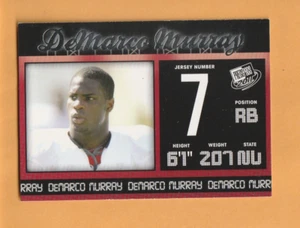 DeMarco Murray
JERSEY NUMBER
7
POSITION
RB
HEIGHT WEIGHT STATE
6'1" 207 NV
RRAY DEMARCO MURRAY DEMARCO MURRAY DEMARCO MURR